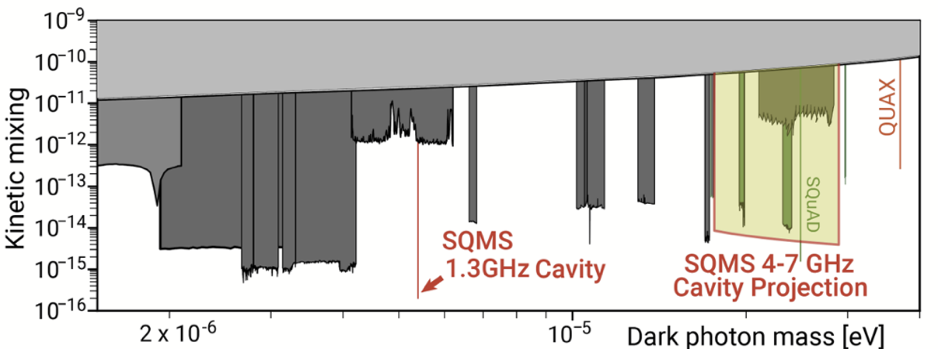 10⁻⁹
10⁻¹⁰
10⁻¹¹
10⁻¹²
10⁻¹³
10⁻¹⁴
10⁻¹⁵
10⁻¹⁶
Kinetic mixing
QUAX
SQuAD
SQMS
1.3GHz Cavity
SQMS 4-7 GHz
Cavity Projection
2 x 10⁻⁶
10⁻⁵
Dark photon mass [eV]